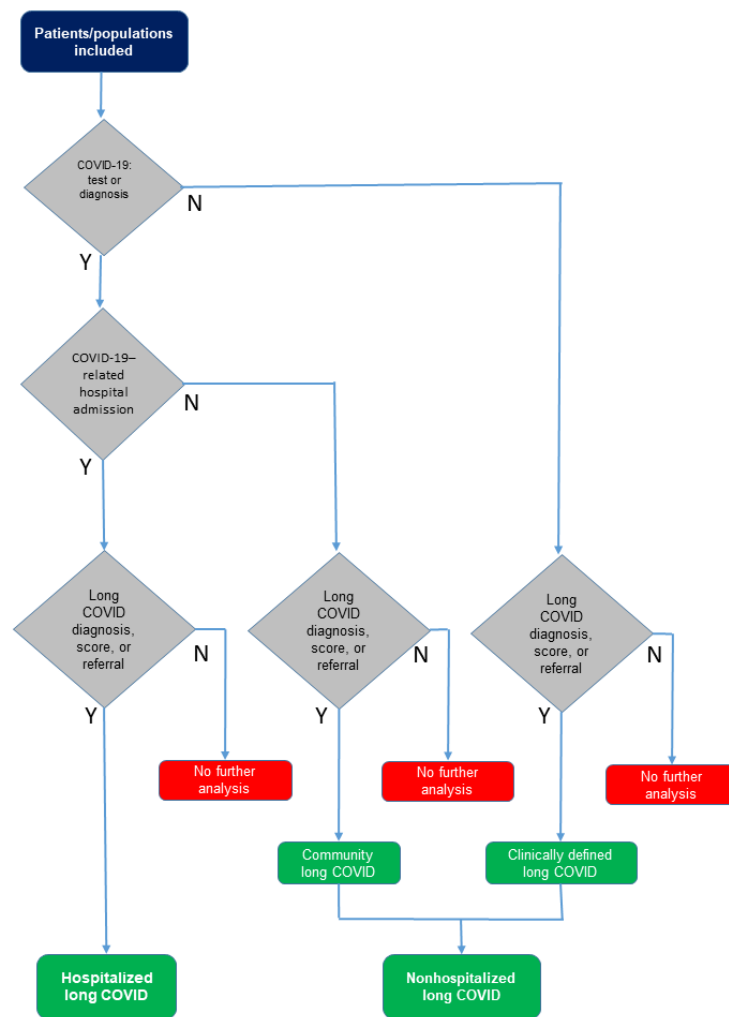 Patients/populations
included
COVID-19:
test or
diagnosis
N
Y
COVID-19–
related
hospital
admission
N
Y
Long
COVID
diagnosis,
score, or
referral
N
Y
Long
COVID
diagnosis,
score, or
referral
N
Y
Long
COVID
diagnosis,
score, or
referral
N
Y
No further
analysis
No further
analysis
No further
analysis
Community
long COVID
Clinically defined
long COVID
Hospitalized
long COVID
Nonhospitalized
long COVID